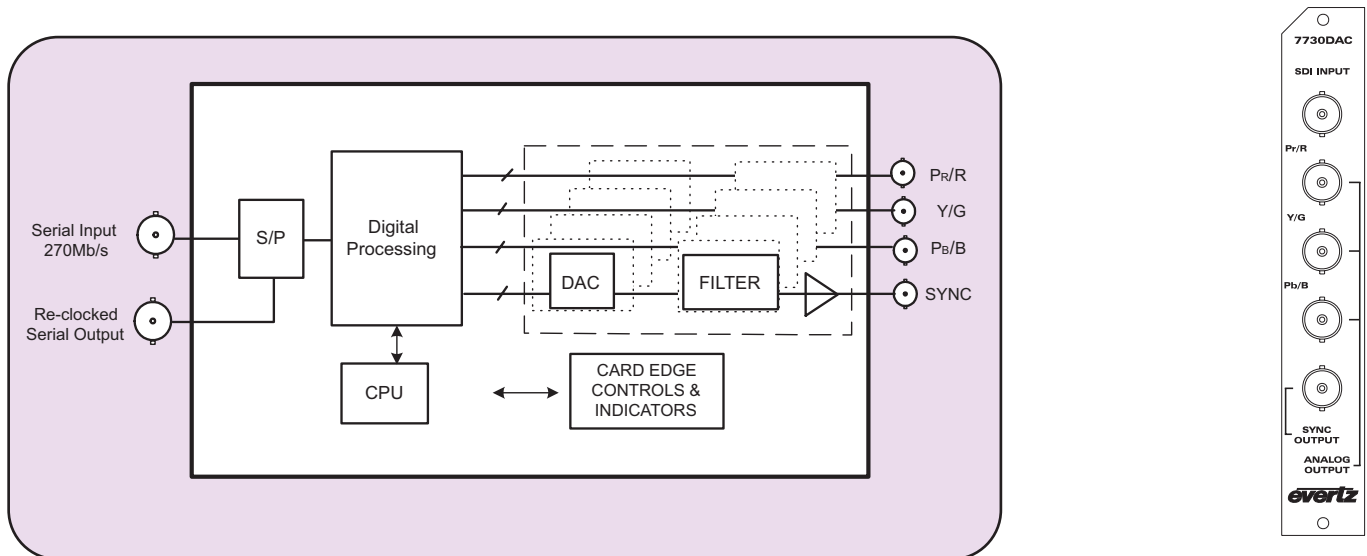 Serial Input
270Mb/s
Re-clocked
Serial Output
S/P
Digital
Processing
CPU
DAC
FILTER
CARD EDGE
CONTROLS &
INDICATORS
PR/R
Y/G
PB/B
SYNC
7730DAC
SDI INPUT
Pr/R
Y/G
Pb/B
SYNC
OUTPUT
ANALOG
OUTPUT
evertz